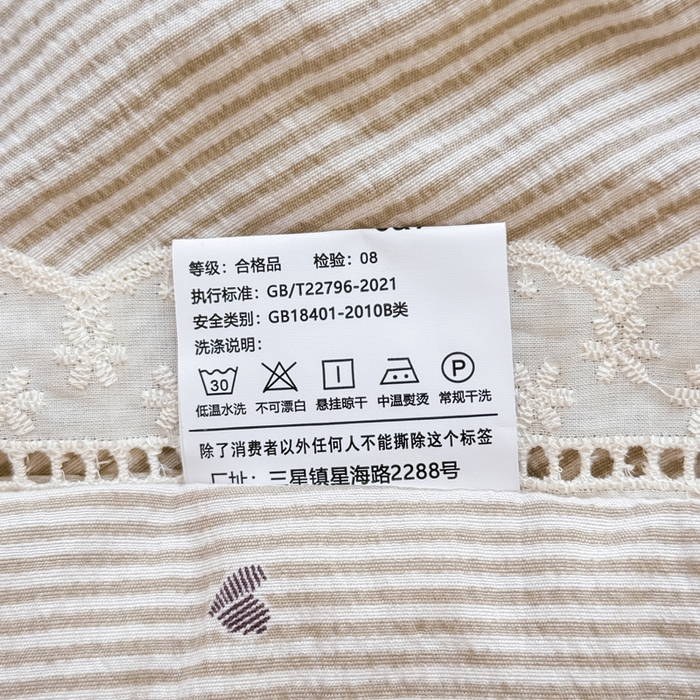 等级：合格品 检验：08
执行标准：GB/T22796-2021
安全类别：GB18401-2010B类
洗涤说明：
30 P
低温水洗 不可漂白 悬挂晾干 中温熨烫 常规干洗
除了消费者以外任何人不能撕除这个标签
厂址：三星镇星海路2288号